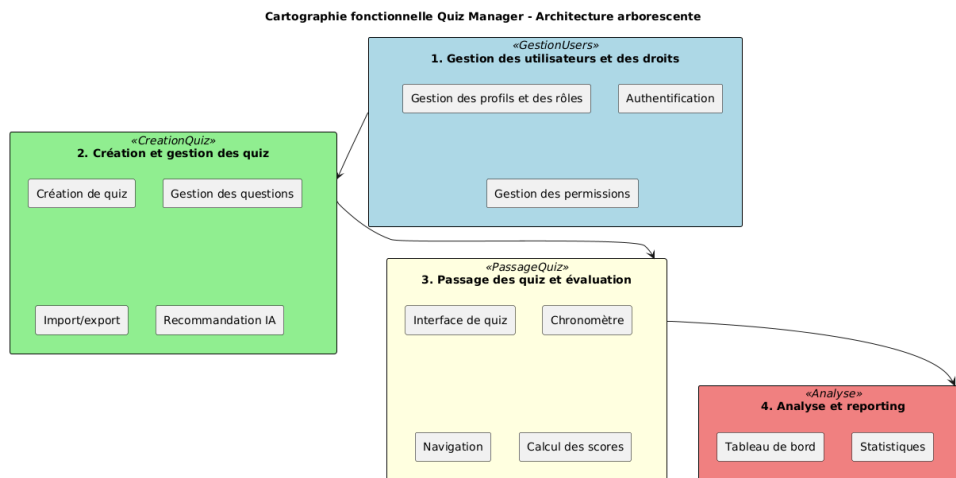 Cartographie fonctionnelle Quiz Manager - Architecture arborescente
«GestionUsers»
1. Gestion des utilisateurs et des droits
Gestion des profils et des rôles
Authentification
Gestion des permissions
«CreationQuiz»
2. Création et gestion des quiz
Création de quiz
Gestion des questions
Import/export
Recommandation IA
«PassageQuiz»
3. Passage des quiz et évaluation
Interface de quiz
Chronomètre
Navigation
Calcul des scores
«Analyse»
4. Analyse et reporting
Tableau de bord
Statistiques